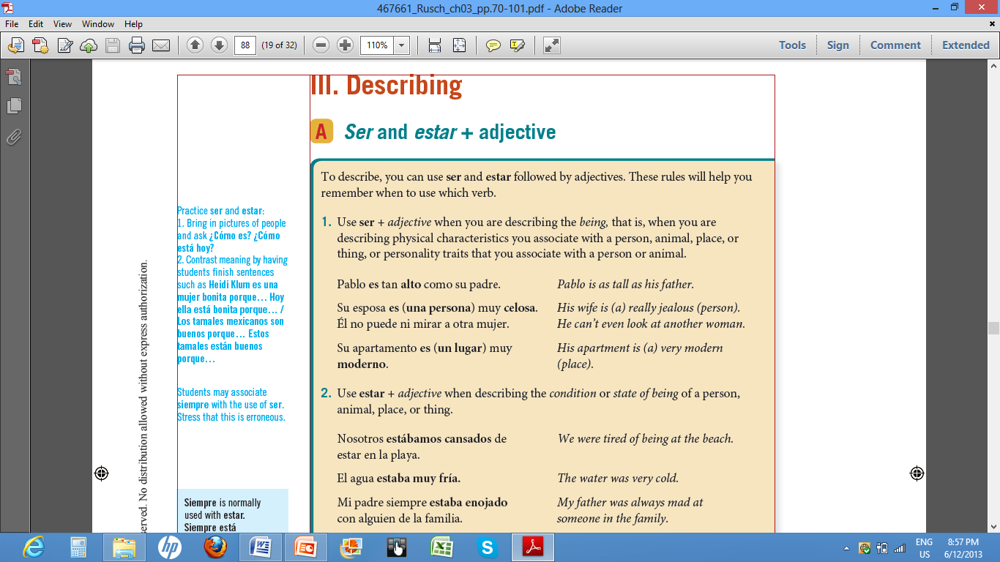 467661_Rusch_ch03_pp.70-101.pdf - Adobe Reader
File Edit View Window Help
88 (19 of 32) 110% Tools Sign Comment Extended
III. Describing
A Ser and estar + adjective
To describe, you can use ser and estar followed by adjectives. These rules will help you
remember when to use which verb.
1. Use ser + adjective when you are describing the being, that is, when you are
describing physical characteristics you associate with a person, animal, place, or
thing, or personality traits that you associate with a person or animal.
Pablo es tan alto como su padre. Pablo is as tall as his father.
Su esposa es (una persona) muy celosa. His wife is (a) really jealous (person).
Él no puede ni mirar a otra mujer. He can't even look at another woman.
Su apartamento es (un lugar) muy His apartment is (a) very modern
moderno. (place).
2. Use estar + adjective when describing the condition or state of being of a person,
animal, place, or thing.
Nosotros estábamos cansados de We were tired of being at the beach.
estar en la playa.
El agua estaba muy fría. The water was very cold.
Mi padre siempre estaba enojado My father was always mad at
con alguien de la familia. someone in the family.
Practice ser and estar:
1. Bring in pictures of people
and ask ¿Cómo es? ¿Cómo
está hoy?
2. Contrast meaning by having
students finish sentences
such as Heidi Klum es una
mujer bonita porque… Hoy
ella está bonita porque… /
Los tamales mexicanos son
buenos porque… Estos
tamales están buenos
porque…
Students may associate
siempre with the use of ser.
Stress that this is erroneous.
Siempre is normally
used with estar.
Siempre está
served. No distribution allowed without express authorization.
hp
ENG 8:57 PM
US 6/12/2013